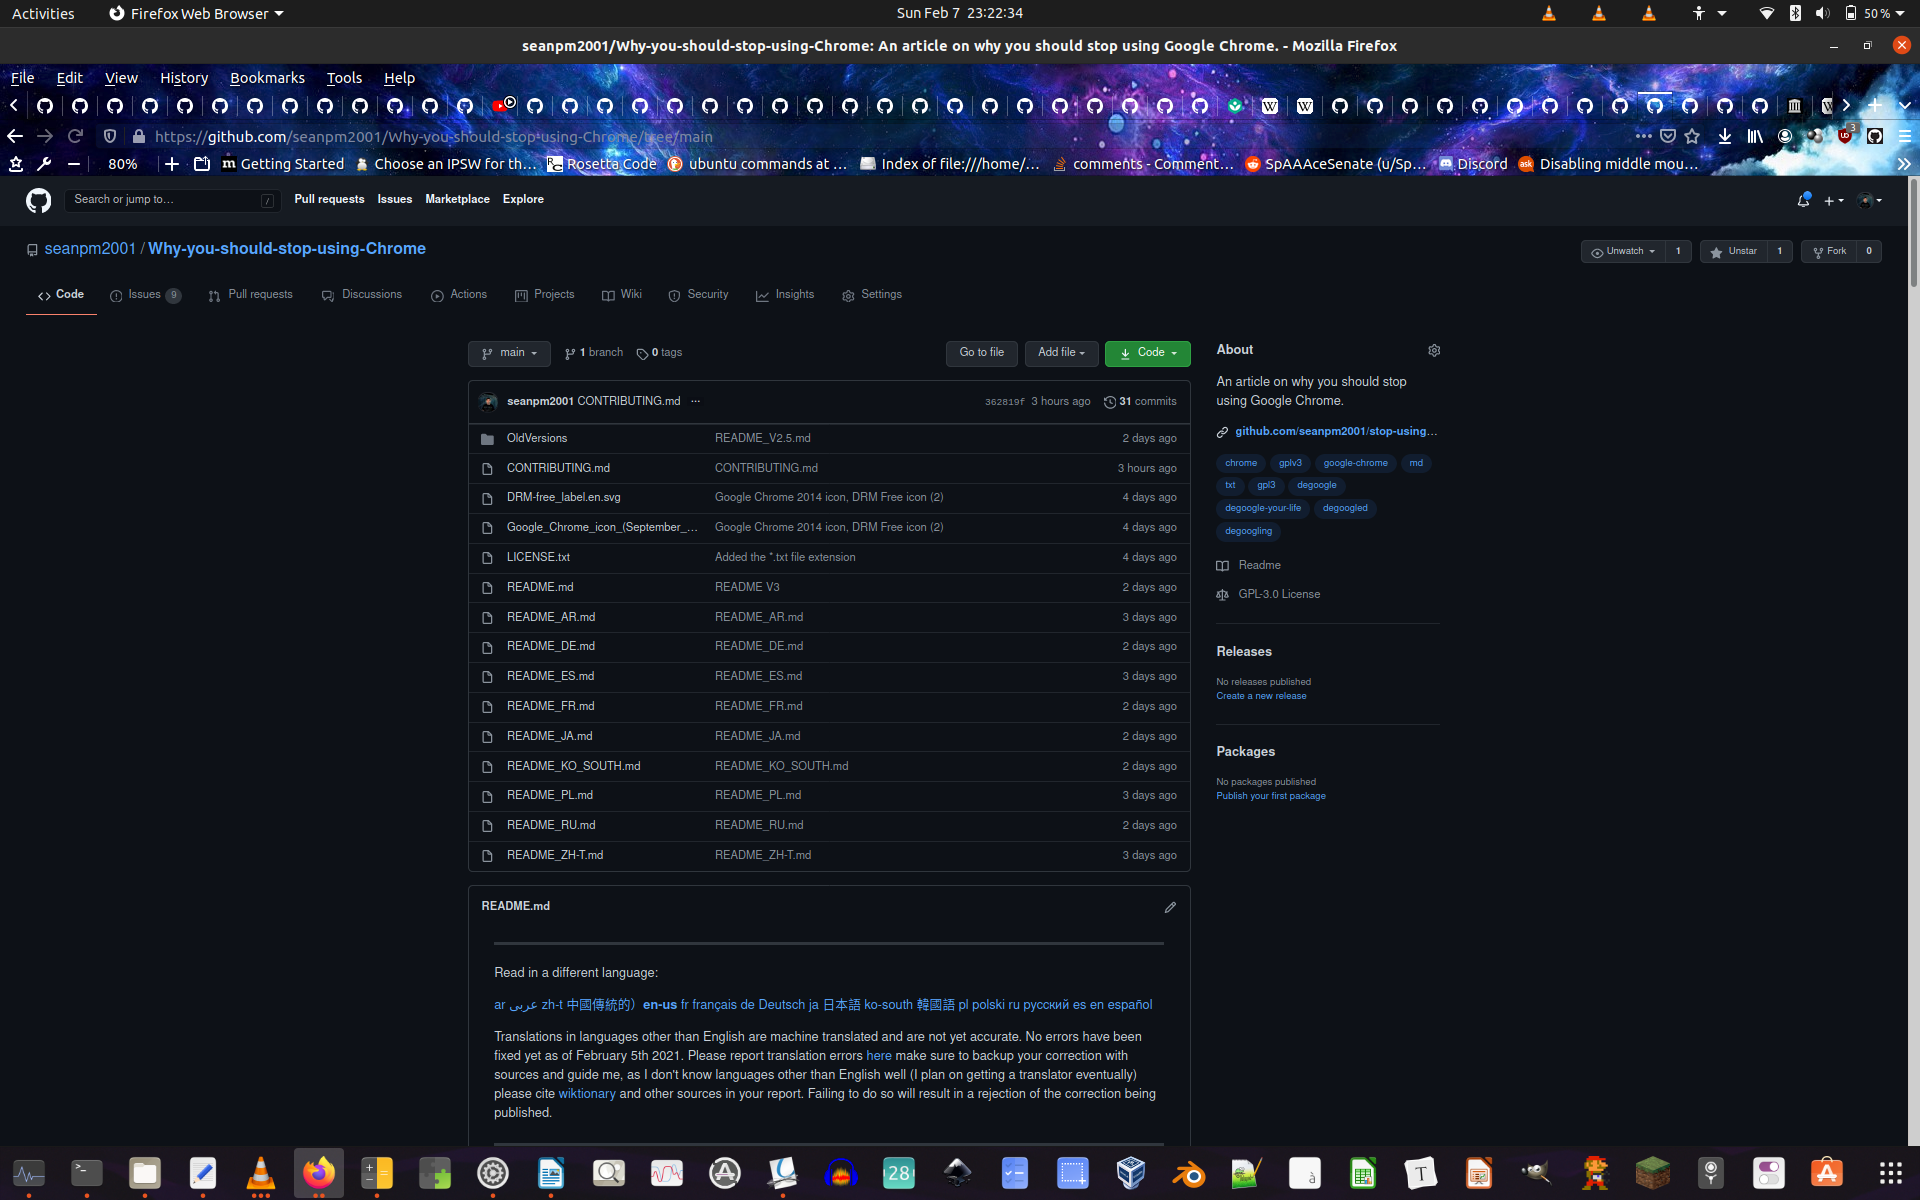 Activities Firefox Web Browser Sun Feb 7 23:22:34 50 %
seanpm2001/Why-you-should-stop-using-Chrome: An article on why you should stop using Google Chrome. - Mozilla Firefox
File Edit View History Bookmarks Tools Help
https://github.com/seanpm2001/Why-you-should-stop-using-Chrome/tree/main
80% Getting Started Choose an IPSW for th… Rosetta Code ubuntu commands at … Index of file:///home/… comments - Comment… SpAAAceSenate (u/Sp… Discord Disabling middle mou…
Search or jump to… / Pull requests Issues Marketplace Explore
seanpm2001 / Why-you-should-stop-using-Chrome Unwatch 1 Unstar 1 Fork 0
Code Issues 9 Pull requests Discussions Actions Projects Wiki Security Insights Settings
main 1 branch 0 tags Go to file Add file Code
seanpm2001 CONTRIBUTING.md ... 362819f 3 hours ago 31 commits
OldVersions README_V2.5.md 2 days ago
CONTRIBUTING.md CONTRIBUTING.md 3 hours ago
DRM-free_label.en.svg Google Chrome 2014 icon, DRM Free icon (2) 4 days ago
Google_Chrome_icon_(September_… Google Chrome 2014 icon, DRM Free icon (2) 4 days ago
LICENSE.txt Added the *.txt file extension 4 days ago
README.md README V3 2 days ago
README_AR.md README_AR.md 3 days ago
README_DE.md README_DE.md 2 days ago
README_ES.md README_ES.md 3 days ago
README_FR.md README_FR.md 2 days ago
README_JA.md README_JA.md 2 days ago
README_KO_SOUTH.md README_KO_SOUTH.md 2 days ago
README_PL.md README_PL.md 3 days ago
README_RU.md README_RU.md 2 days ago
README_ZH-T.md README_ZH-T.md 3 days ago
About
An article on why you should stop
using Google Chrome.
github.com/seanpm2001/stop-using…
chrome gplv3 google-chrome md
txt gpl3 degoogle
degoogle-your-life degoogled
degoogling
Readme
GPL-3.0 License
Releases
No releases published
Create a new release
Packages
No packages published
Publish your first package
README.md
Read in a different language:
ar عربى zh-t 中國傳統的）en-us fr français de Deutsch ja 日本語 ko-south 韓國語 pl polski ru русский es en español
Translations in languages other than English are machine translated and are not yet accurate. No errors have been
fixed yet as of February 5th 2021. Please report translation errors here make sure to backup your correction with
sources and guide me, as I don't know languages other than English well (I plan on getting a translator eventually)
please cite wiktionary and other sources in your report. Failing to do so will result in a rejection of the correction being
published.
28